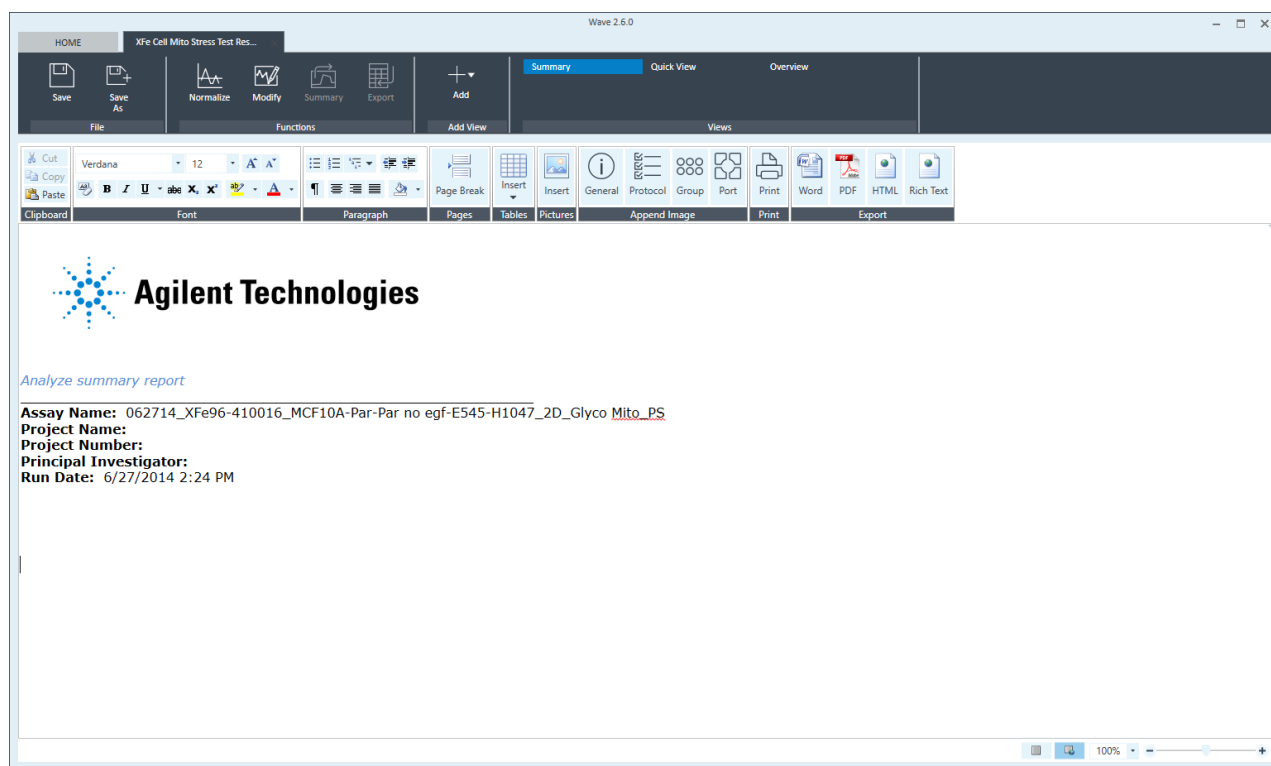 Wave 2.6.0
HOME
XFe Cell Mito Stress Test Res...
Save
Save As
Normalize
Modify
Summary
Export
Add
Summary
Quick View
Overview
File
Functions
Add View
Views
Cut
Copy
Paste
Verdana
12
Page Break
Insert
Insert
General
Protocol
Group
Port
Print
Word
PDF
HTML
Rich Text
Clipboard
Font
Paragraph
Pages
Tables
Pictures
Append Image
Print
Export
Agilent Technologies
Analyze summary report
Assay Name: 062714_XFe96-410016_MCF10A-Par-Par no egf-E545-H1047_2D_Glyco Mito_PS
Project Name:
Project Number:
Principal Investigator:
Run Date: 6/27/2014 2:24 PM
100%